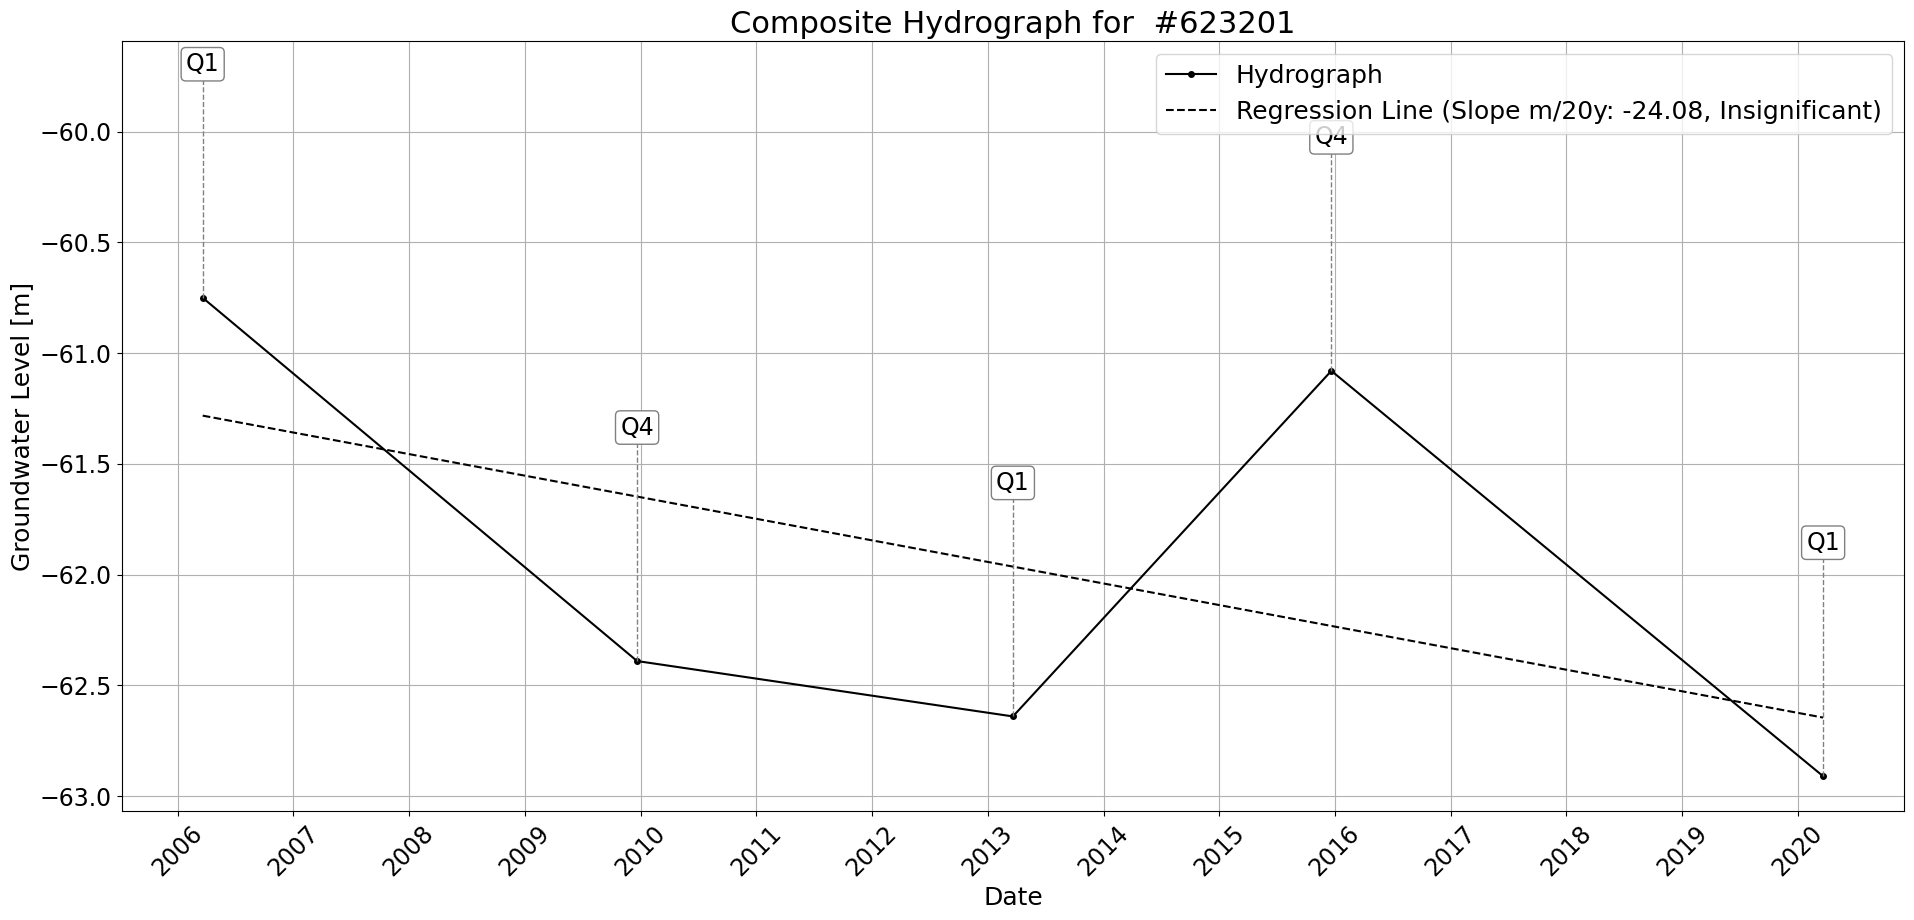 Composite Hydrograph for  #623201
Q1
Hydrograph
Regression Line (Slope m/20y: -24.08, Insignificant)
Q4
Q4
Q1
Q1
Groundwater Level [m]
−60.0
−60.5
−61.0
−61.5
−62.0
−62.5
−63.0
2006
2007
2008
2009
2010
2011
2012
2013
2014
2015
2016
2017
2018
2019
2020
Date